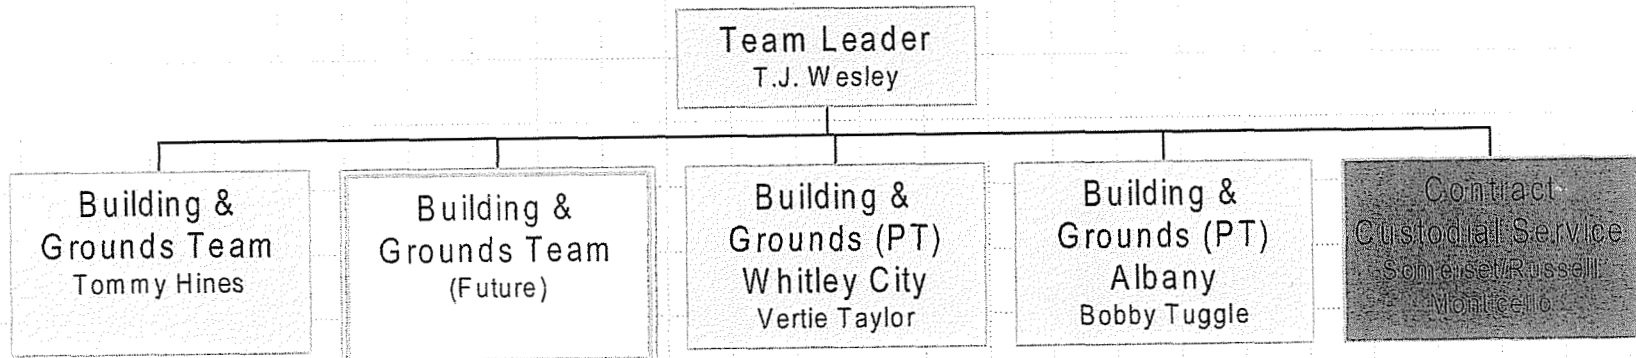 Team Leader
T.J. Wesley
Building &
Grounds Team
Tommy Hines
Building &
Grounds Team
(Future)
Building &
Grounds (PT)
Whitley City
Vertie Taylor
Building &
Grounds (PT)
Albany
Bobby Tuggle
Contract
Custodial Service
Somerset/Russell/
Monticello